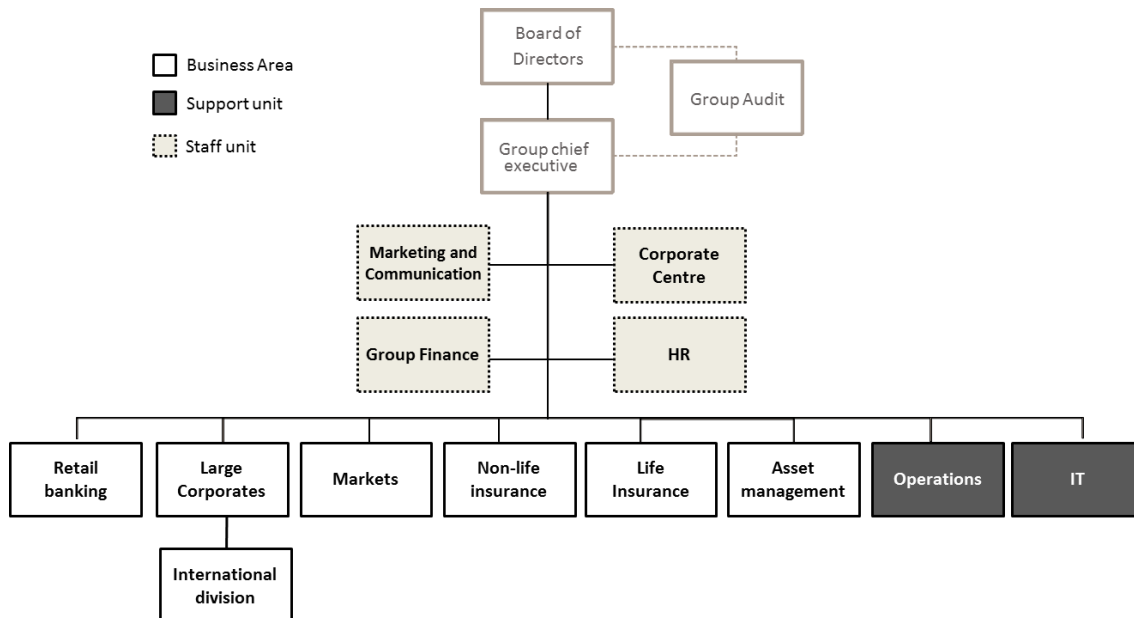 Board of
Directors
Business Area
Support unit
Group Audit
Staff unit
Group chief
executive
Marketing and
Communication
Corporate
Centre
Group Finance
HR
Retail
banking
Large
Corporates
Markets
Non-life
insurance
Life
Insurance
Asset
management
Operations
IT
International
division